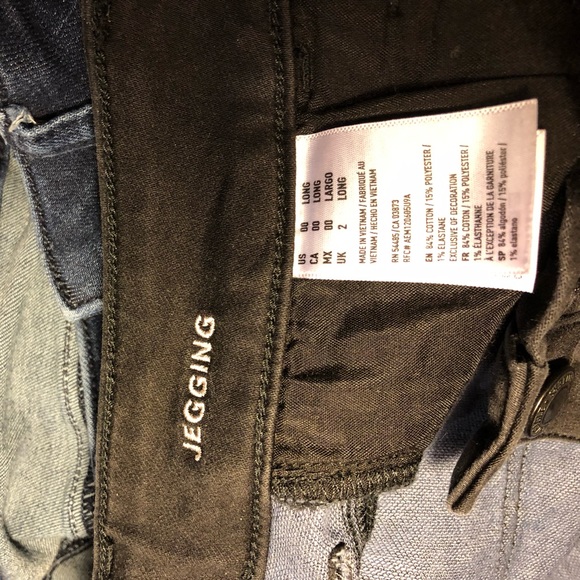 JEGGING
US 00 LONG
CA 00 LONG
MX 00 LARGO
UK 2 LONG
MADE IN VIETNAM / FABRIQUÉ AU
VIETNAM / HECHO EN VIETNAM
RN 54485/CA 03873
RFC# AEM1206805U9A
EN 84% COTTON / 15% POLYESTER /
1% ELASTANE
EXCLUSIVE OF DECORATION
FR 84% COTON / 15% POLYESTER /
1% ÉLASTHANNE
À L'EXCEPTION DE LA GARNITURE
SP 84% algodón / 15% poliéster /
1% elastano